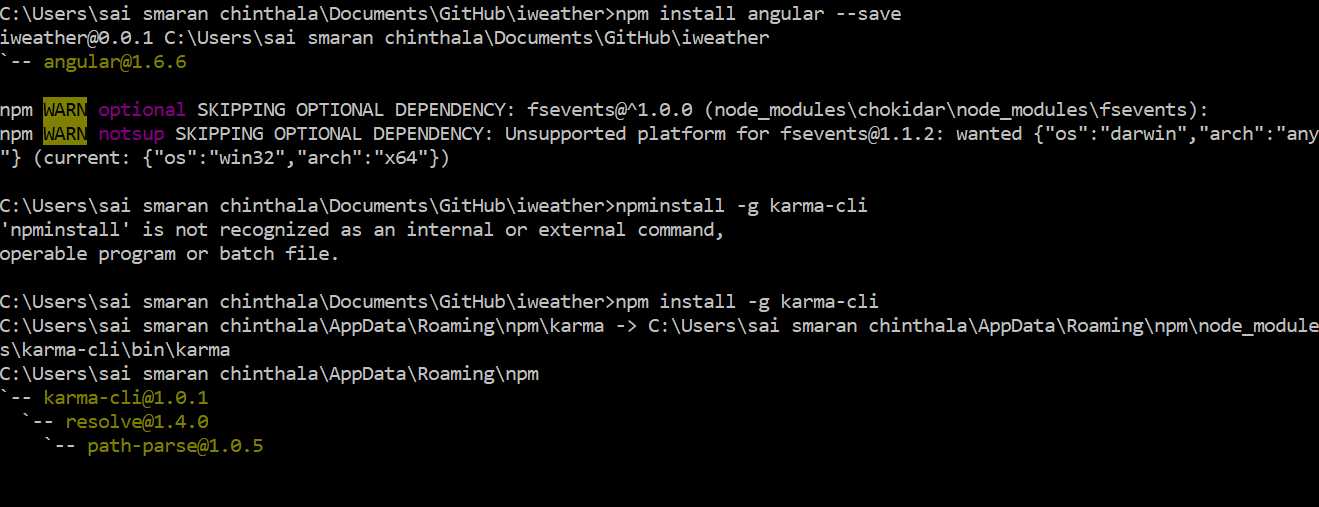 C:\Users\sai smaran chinthala\Documents\GitHub\iweather>npm install angular --save
iweather@0.0.1 C:\Users\sai smaran chinthala\Documents\GitHub\iweather
`-- angular@1.6.6
npm WARN optional SKIPPING OPTIONAL DEPENDENCY: fsevents@^1.0.0 (node_modules\chokidar\node_modules\fsevents):
npm WARN notsup SKIPPING OPTIONAL DEPENDENCY: Unsupported platform for fsevents@1.1.2: wanted {"os":"darwin","arch":"any
"} (current: {"os":"win32","arch":"x64"})
C:\Users\sai smaran chinthala\Documents\GitHub\iweather>npminstall -g karma-cli
'npminstall' is not recognized as an internal or external command,
operable program or batch file.
C:\Users\sai smaran chinthala\Documents\GitHub\iweather>npm install -g karma-cli
C:\Users\sai smaran chinthala\AppData\Roaming\npm\karma -> C:\Users\sai smaran chinthala\AppData\Roaming\npm\node_module
s\karma-cli\bin\karma
C:\Users\sai smaran chinthala\AppData\Roaming\npm
`-- karma-cli@1.0.1
  `-- resolve@1.4.0
    `-- path-parse@1.0.5